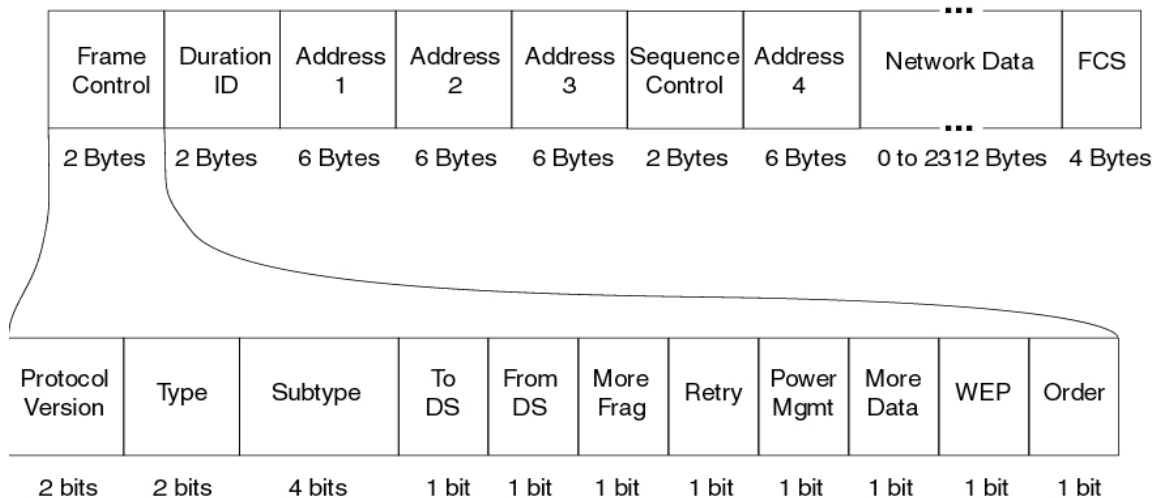 Frame Control
Duration ID
Address 1
Address 2
Address 3
Sequence Control
Address 4
Network Data
FCS
2 Bytes
2 Bytes
6 Bytes
6 Bytes
6 Bytes
2 Bytes
6 Bytes
0 to 2312 Bytes
4 Bytes
Protocol Version
Type
Subtype
To DS
From DS
More Frag
Retry
Power Mgmt
More Data
WEP
Order
2 bits
2 bits
4 bits
1 bit
1 bit
1 bit
1 bit
1 bit
1 bit
1 bit
1 bit